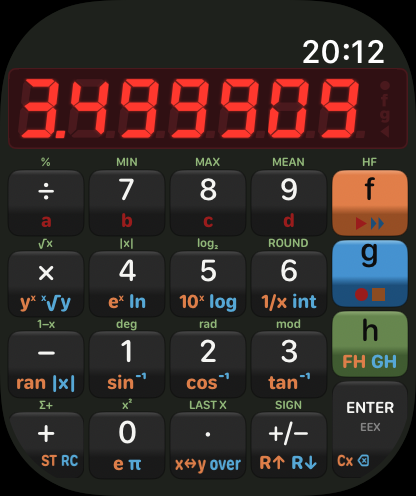 20:12
3.499909
% MIN MAX MEAN HF
÷ 7 8 9 f
a b c d
√x |x| log₂ ROUND g
× 4 5 6
yˣ ˣ√y eˣ ln 10ˣ log 1/x int
1–x deg rad mod h
− 1 2 3
ran |x| sin⁻¹ cos⁻¹ tan⁻¹ FH GH
Σ+ x² LAST X SIGN ENTER
+ 0 · +/− EEX
ST RC e π x↔y over R↑ R↓ Cx ⌫